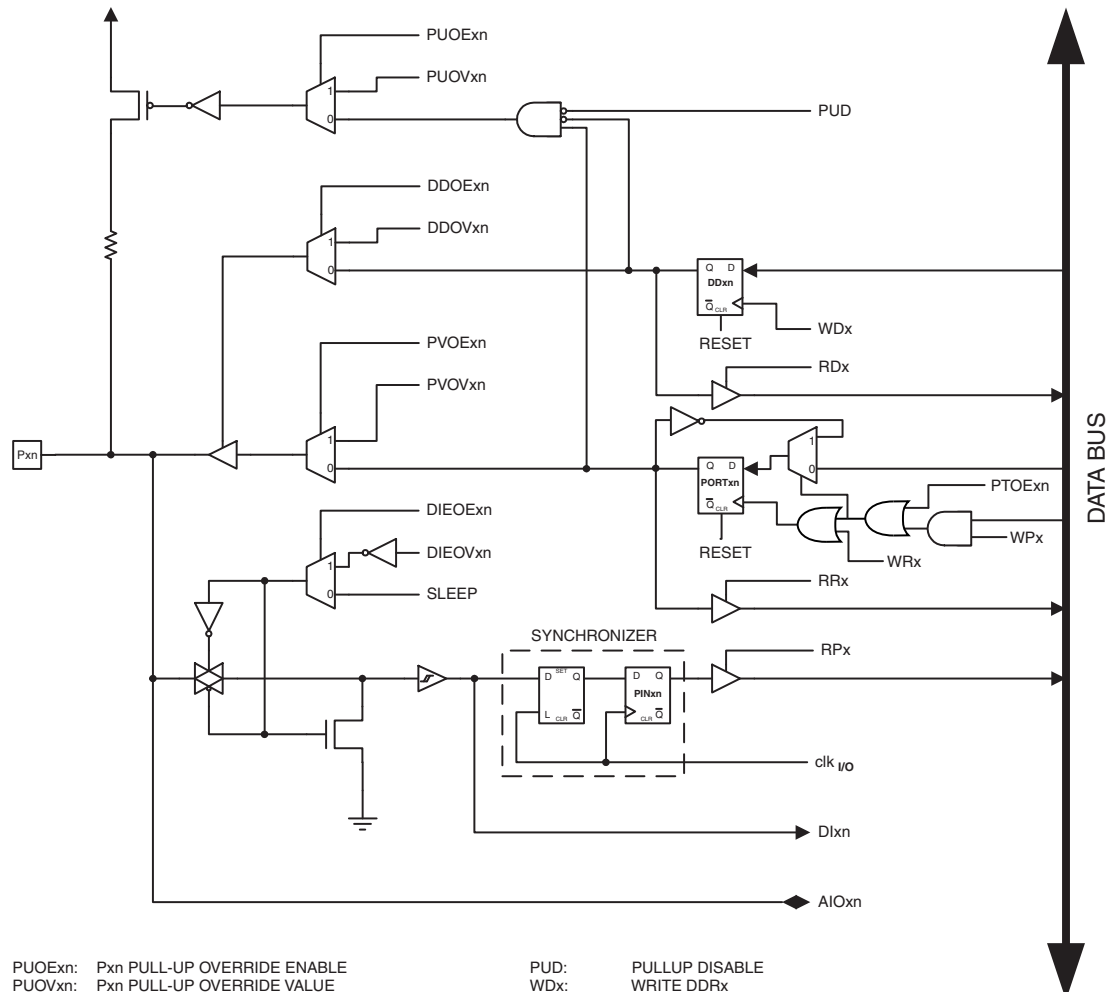 PUOExn
PUOVxn
1
0
PUD
DDOExn
DDOVxn
1
0
Q D
DDxn
Q CLR
WDx
RESET
RDx
PVOExn
PVOVxn
1
0
Pxn
1
0
Q D
PORTxn
Q CLR
PTOExn
WPx
RESET
WRx
RRx
DATA BUS
DIEOExn
DIEOVxn
1
0
SLEEP
SYNCHRONIZER
RPx
D SET Q
L CLR Q
D Q
PINxn
CLR Q
clk I/O
DIxn
AIOxn
PUOExn: Pxn PULL-UP OVERRIDE ENABLE
PUOVxn: Pxn PULL-UP OVERRIDE VALUE
PUD: PULLUP DISABLE
WDx: WRITE DDRx